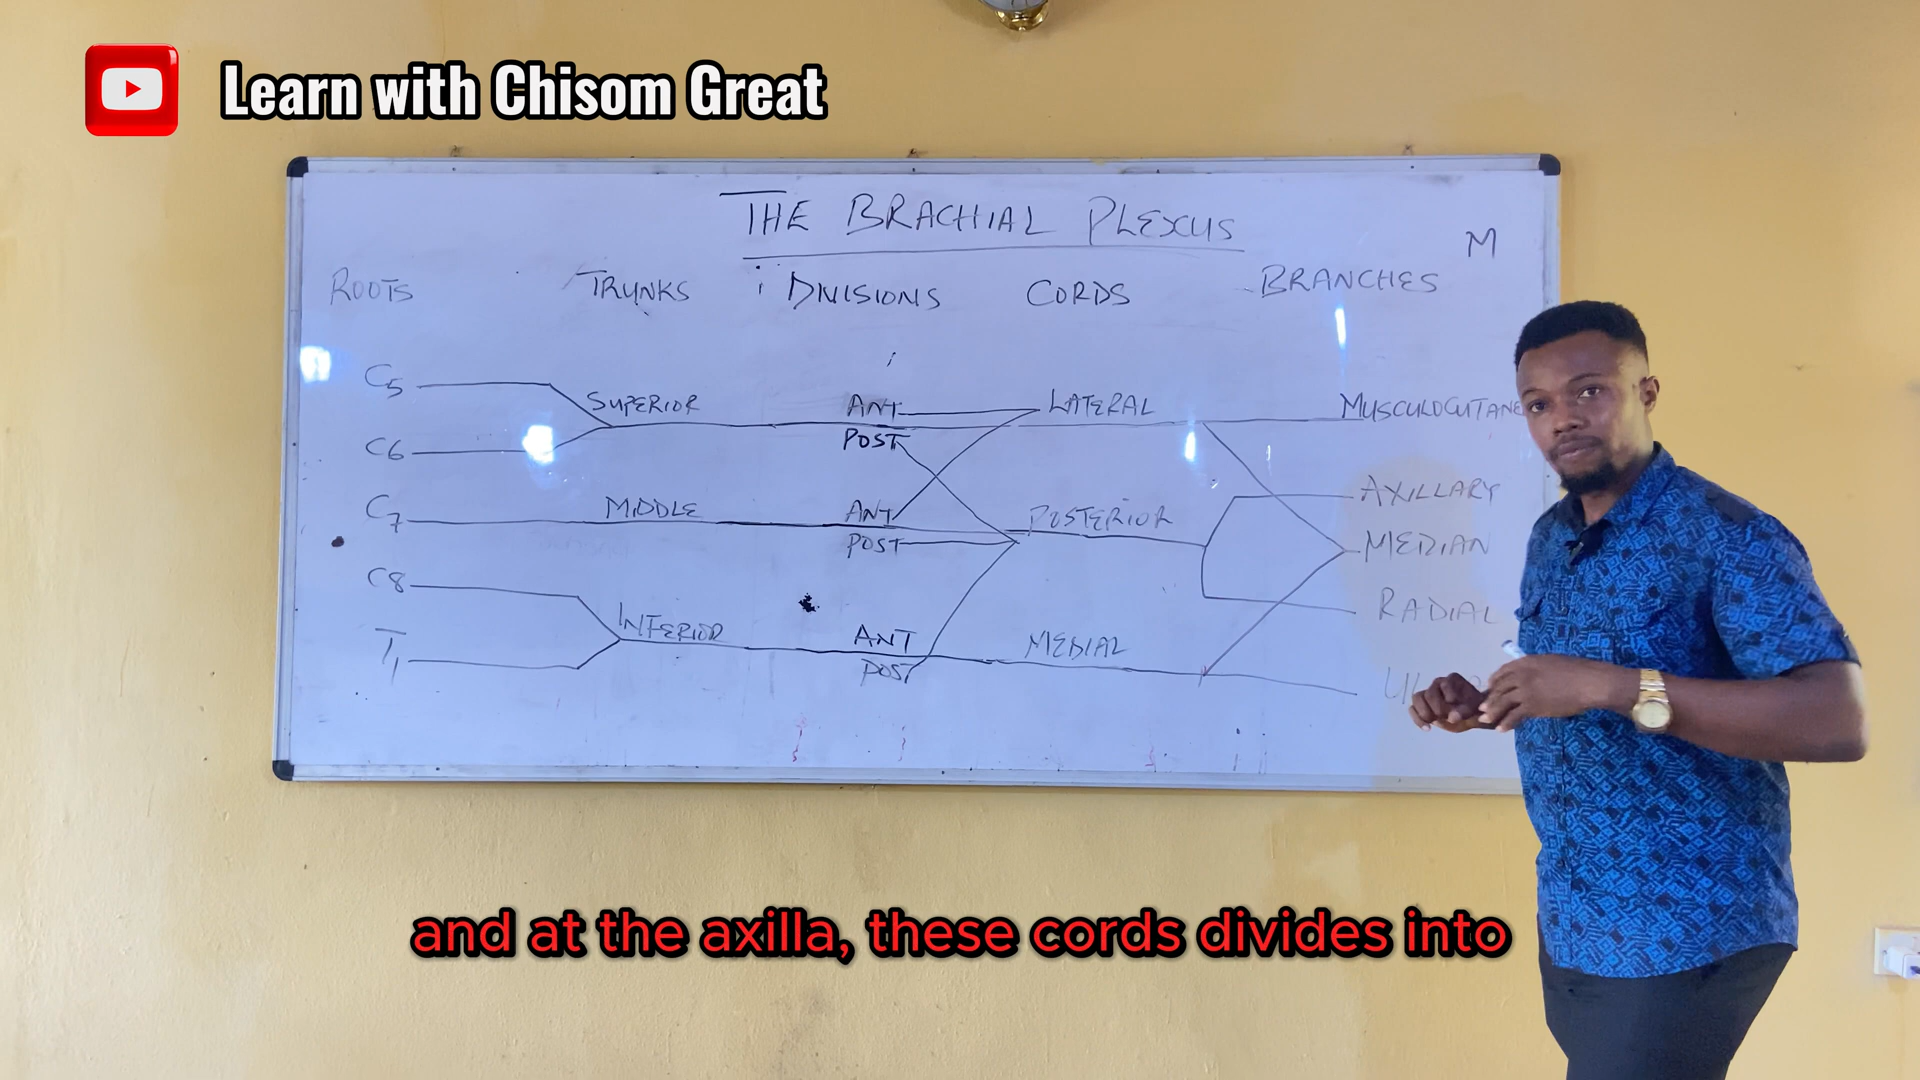 Learn with Chisom Great
THE BRACHIAL PLEXUS
M
ROOTS TRUNKS DIVISIONS CORDS BRANCHES
C5
SUPERIOR ANT LATERAL MUSCULOCUTANE
POST
C6
AXILLARY
C7 MIDDLE ANT POSTERIOR
POST MEDIAN
C8
RADIAL
INFERIOR ANT MEDIAL
T1 POST
and at the axilla, these cords divides into